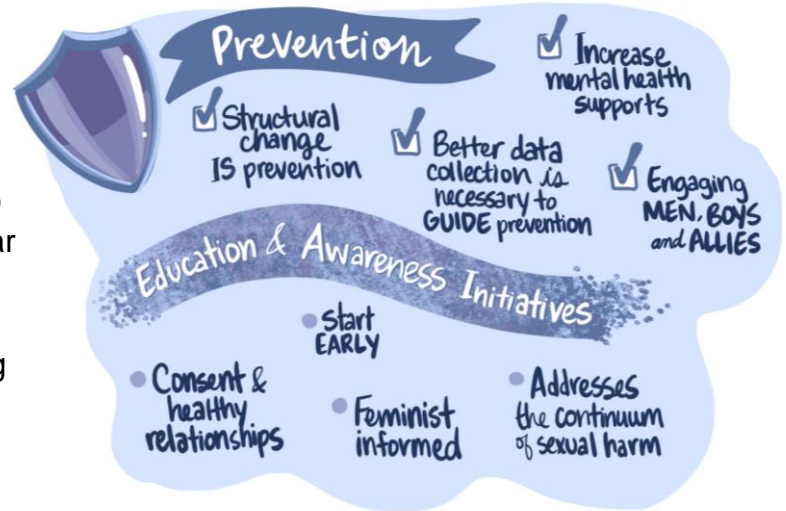 Prevention
Increase
mental health
supports
Structural
change
IS prevention
Better data
collection is
necessary to
GUIDE prevention
Engaging
MEN, BOYS
and ALLIES
Education & Awareness Initiatives
Start
EARLY
Consent &
healthy
relationships
Feminist
informed
Addresses
the continuum
of sexual harm